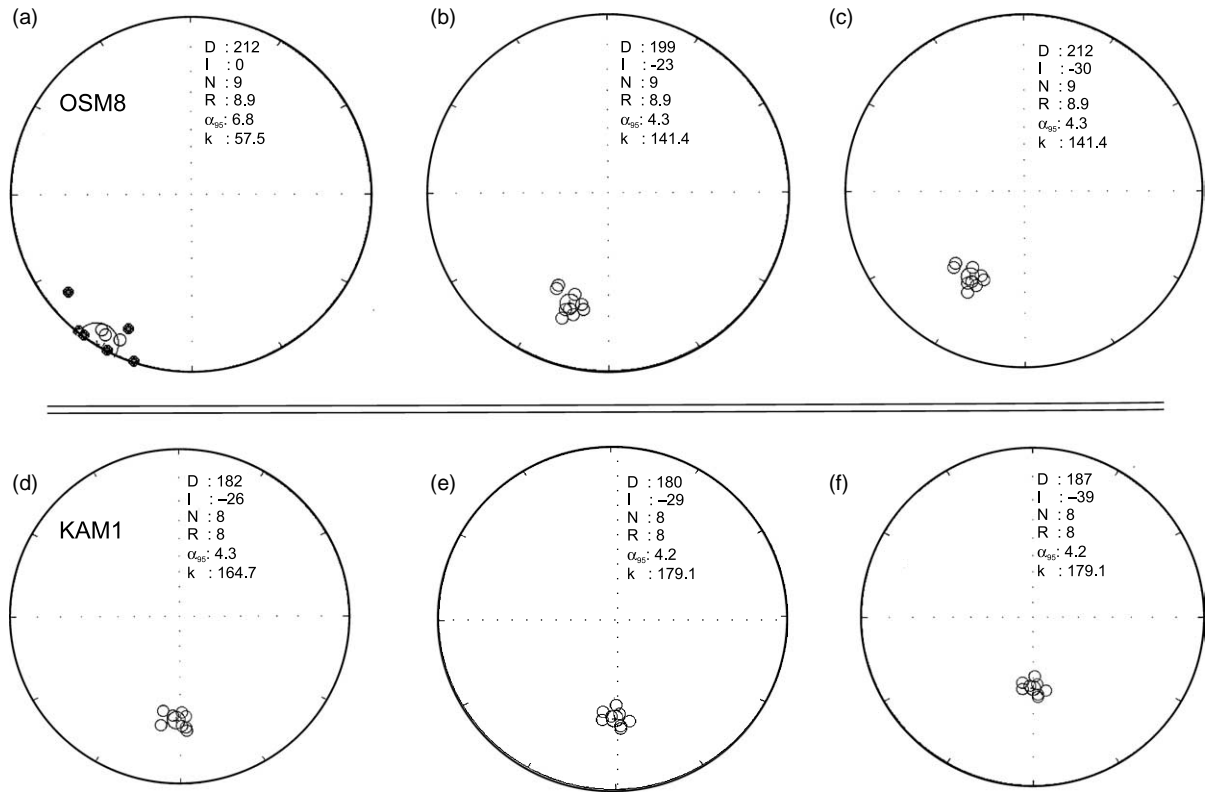 (a)
D : 212
I : 0
N : 9
R : 8.9
α95: 6.8
k : 57.5
OSM8
(b)
D : 199
I : -23
N : 9
R : 8.9
α95: 4.3
k : 141.4
(c)
D : 212
I : -30
N : 9
R : 8.9
α95: 4.3
k : 141.4
(d)
D : 182
I : –26
N : 8
R : 8
α95: 4.3
k : 164.7
KAM1
(e)
D : 180
I : –29
N : 8
R : 8
α95: 4.2
k : 179.1
(f)
D : 187
I : –39
N : 8
R : 8
α95: 4.2
k : 179.1